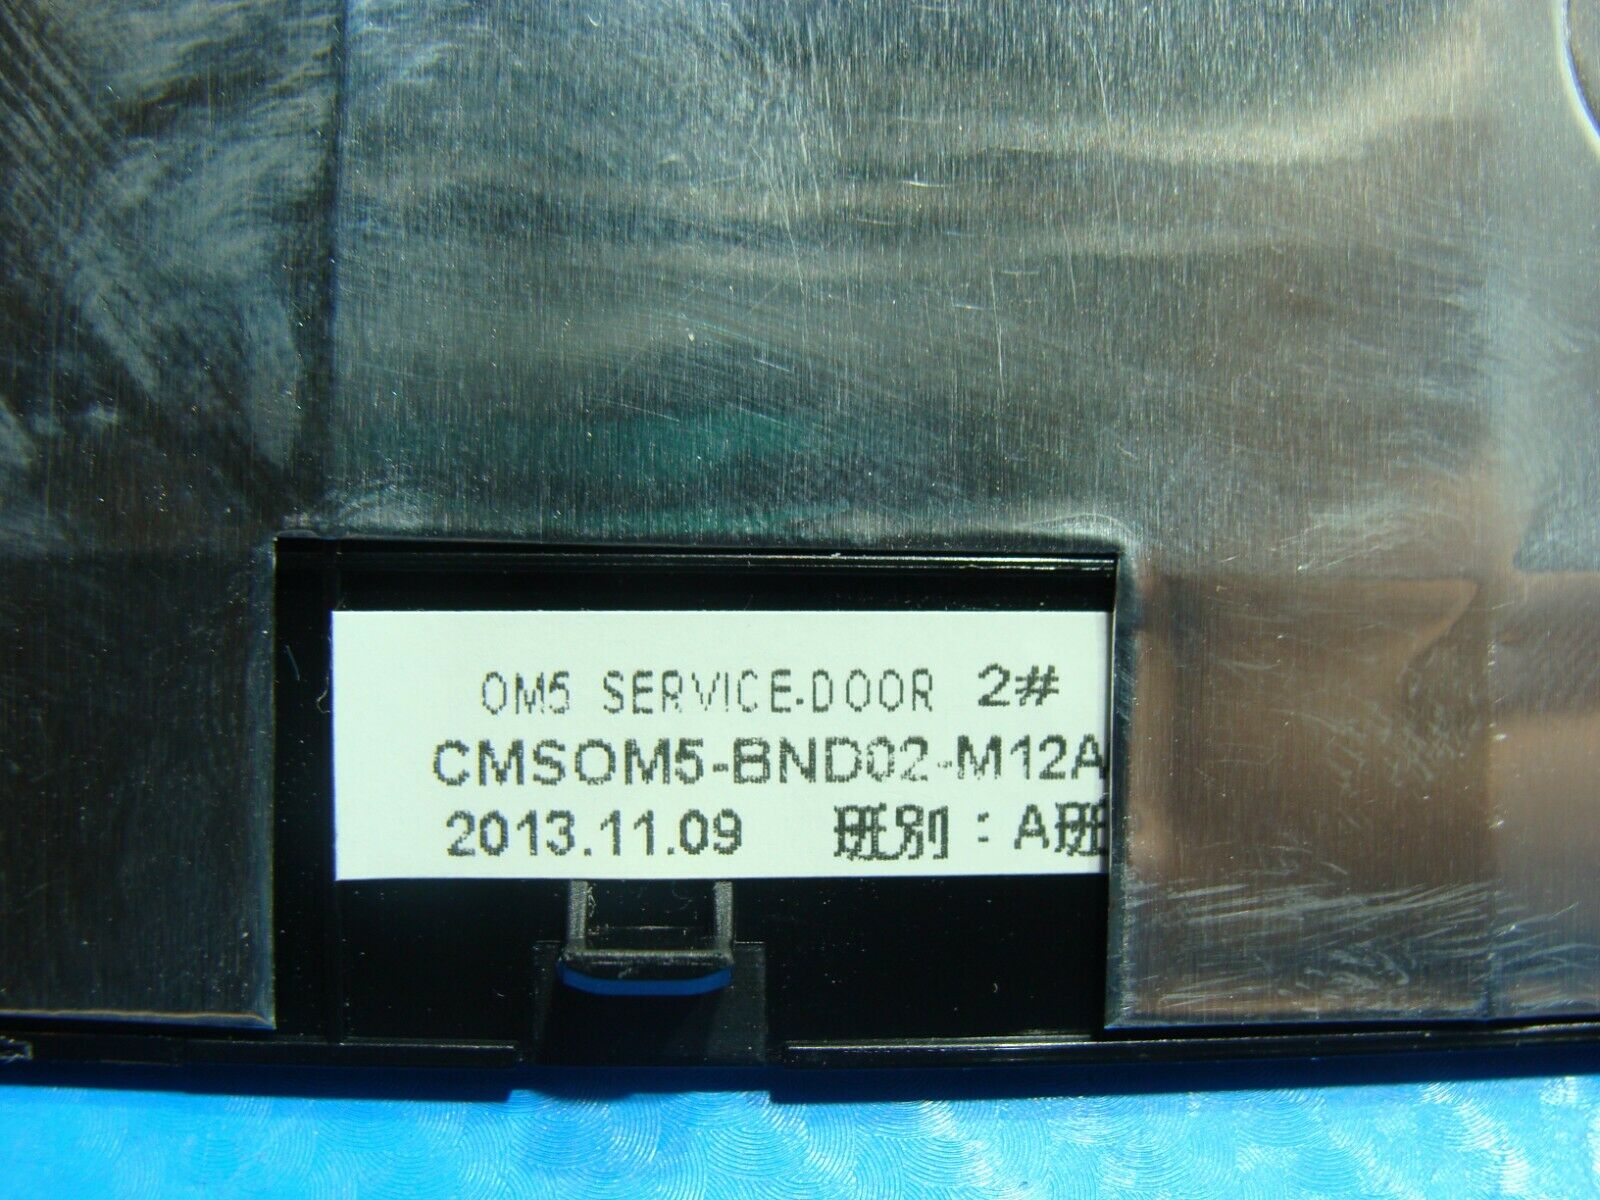 OM5 SERVICE-DOOR 2#
CMSOM5-BND02-M12A
2013.11.09 班别：A班